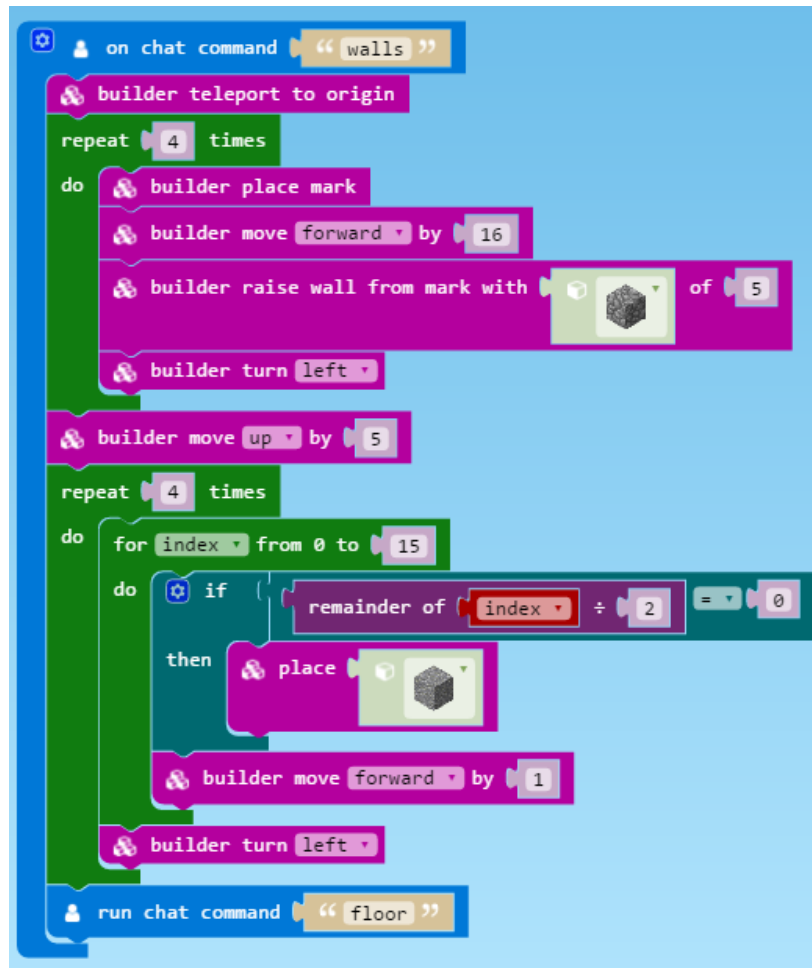 on chat command “ walls ”
builder teleport to origin
repeat 4 times
do builder place mark
builder move forward by 16
builder raise wall from mark with of 5
builder turn left
builder move up by 5
repeat 4 times
do for index from 0 to 15
do if remainder of index ÷ 2 = 0
then place
builder move forward by 1
builder turn left
run chat command “ floor ”